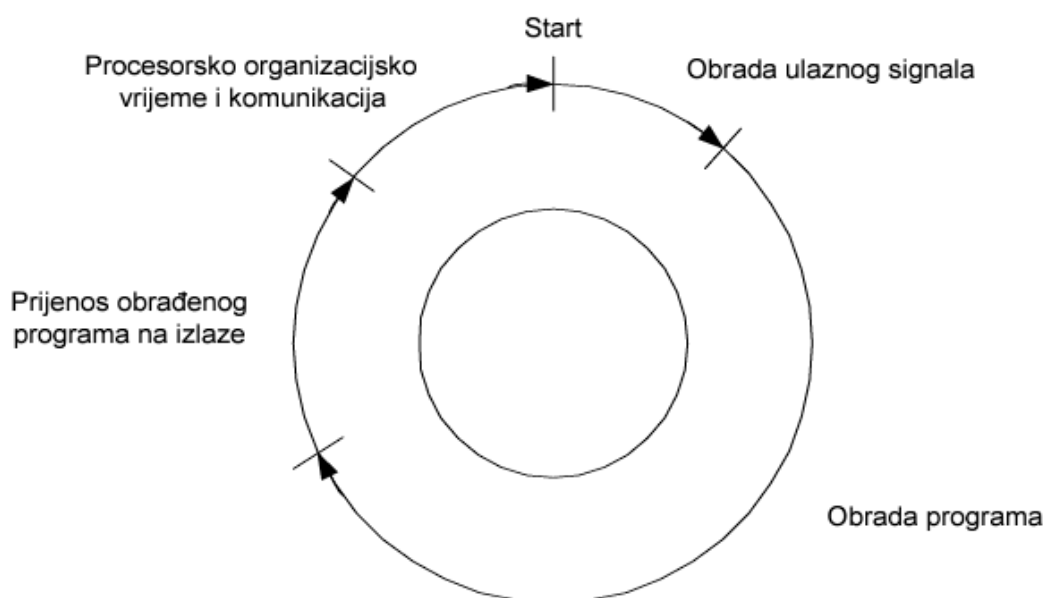 Start
Obrada ulaznog signala
Procesorsko organizacijsko
vrijeme i komunikacija
Prijenos obrađenog
programa na izlaze
Obrada programa